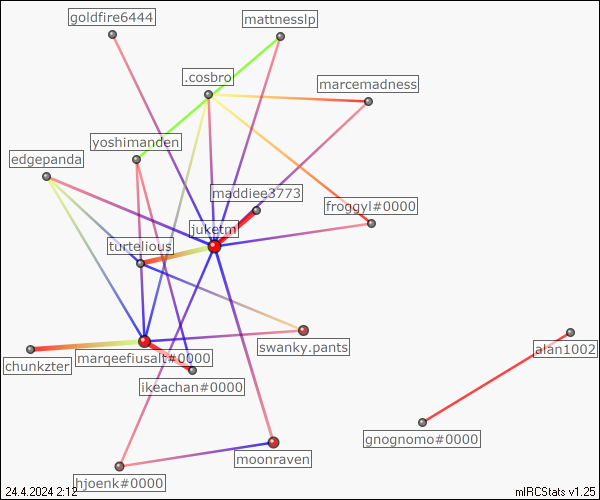 goldfire6444
mattnesslp
.cosbro
marcemadness
yoshimanden
edgepanda
maddiee3773
froggyl#0000
juketrn
turtelious
swanky.pants
alan1002
marqeefiusalt#0000
chunkzter
ikeachan#0000
gnognomo#0000
moonraven
hjoenk#0000
24.4.2024 2:12
mIRCStats v1.25